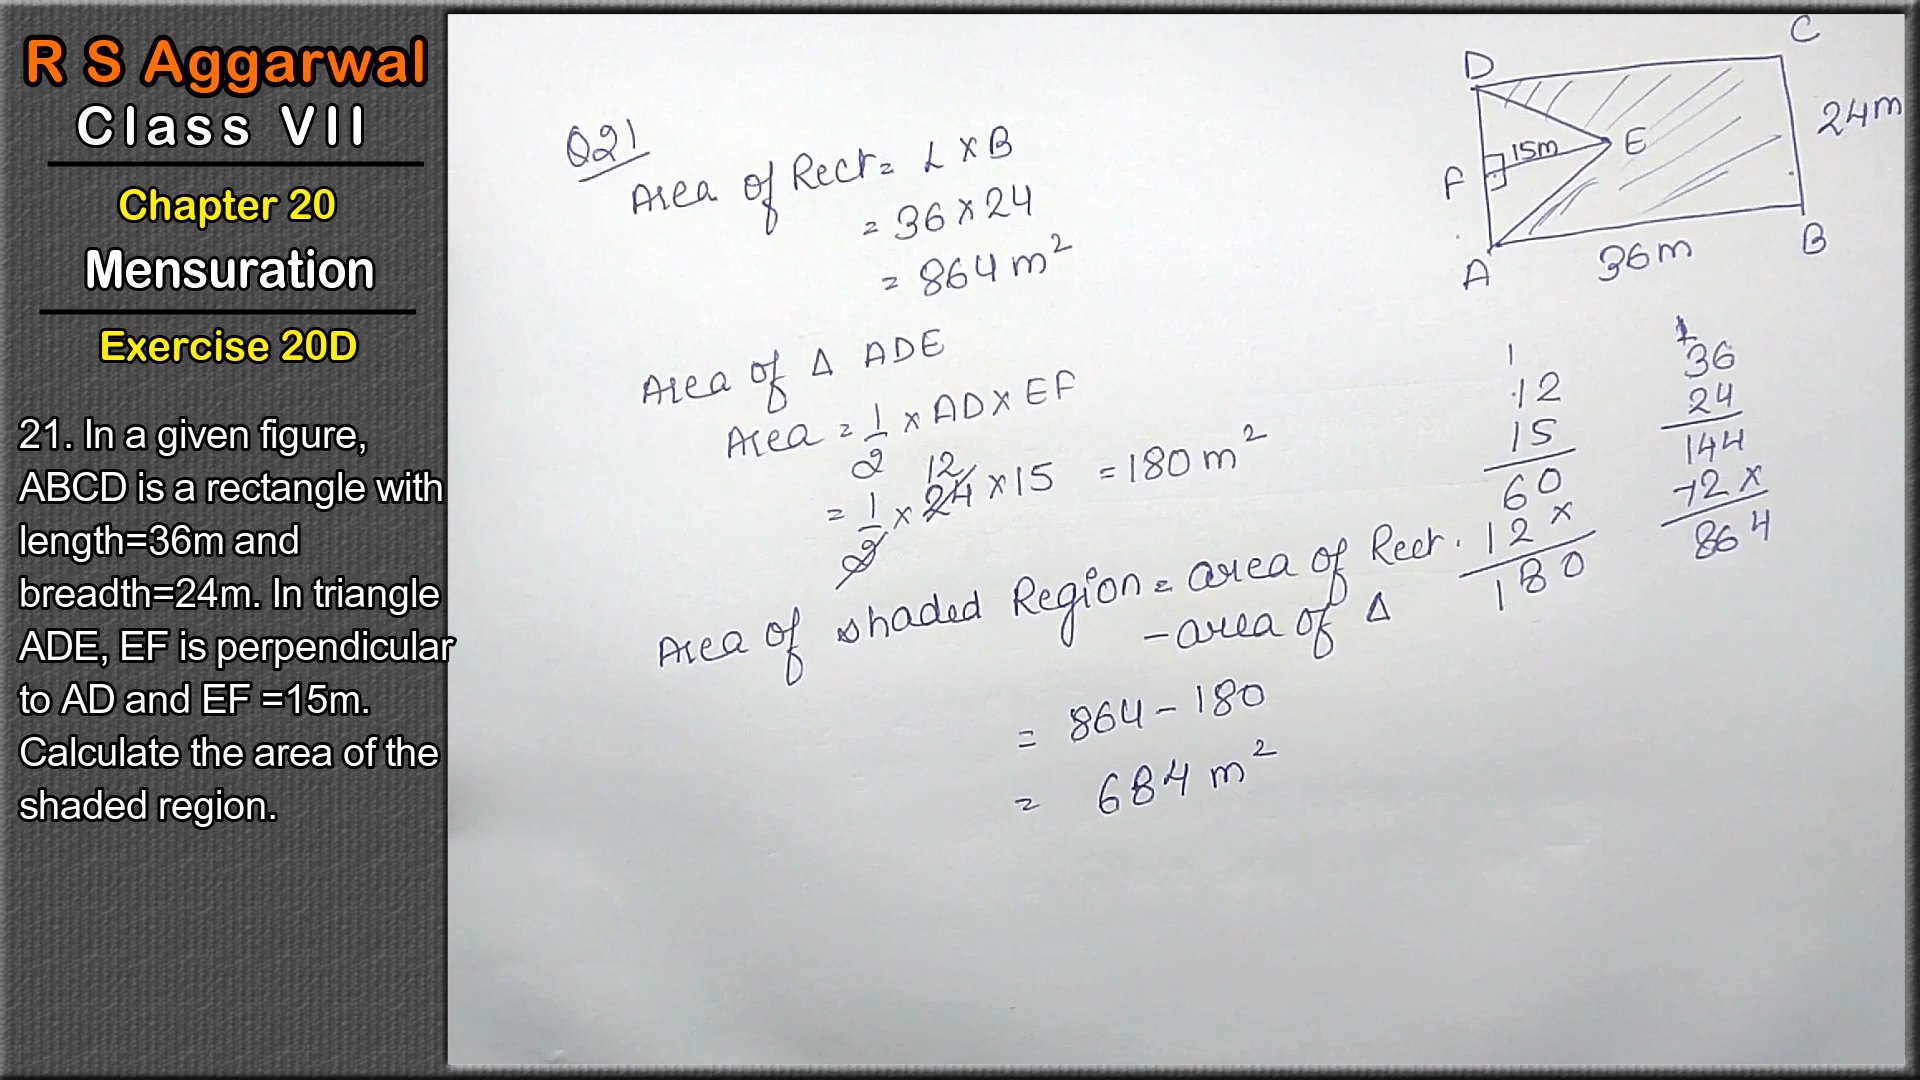 R S Aggarwal
Class VII
Chapter 20
Mensuration
Exercise 20D
21. In a given figure,
ABCD is a rectangle with
length=36m and
breadth=24m. In triangle
ADE, EF is perpendicular
to AD and EF =15m.
Calculate the area of the
shaded region.
Q21
Area of Rect = L × B
= 36 × 24
= 864 m²
Area of Δ ADE
Area = 1/2 × AD × EF
12
= 1/2 × 24 × 15 = 180 m²
Area of shaded Region = area of Rect.
- area of Δ
= 864 - 180
= 684 m²
D
C
24m
15m
E
F
A
36m
B
1
12
15
60
12×
180
36
24
144
72×
864